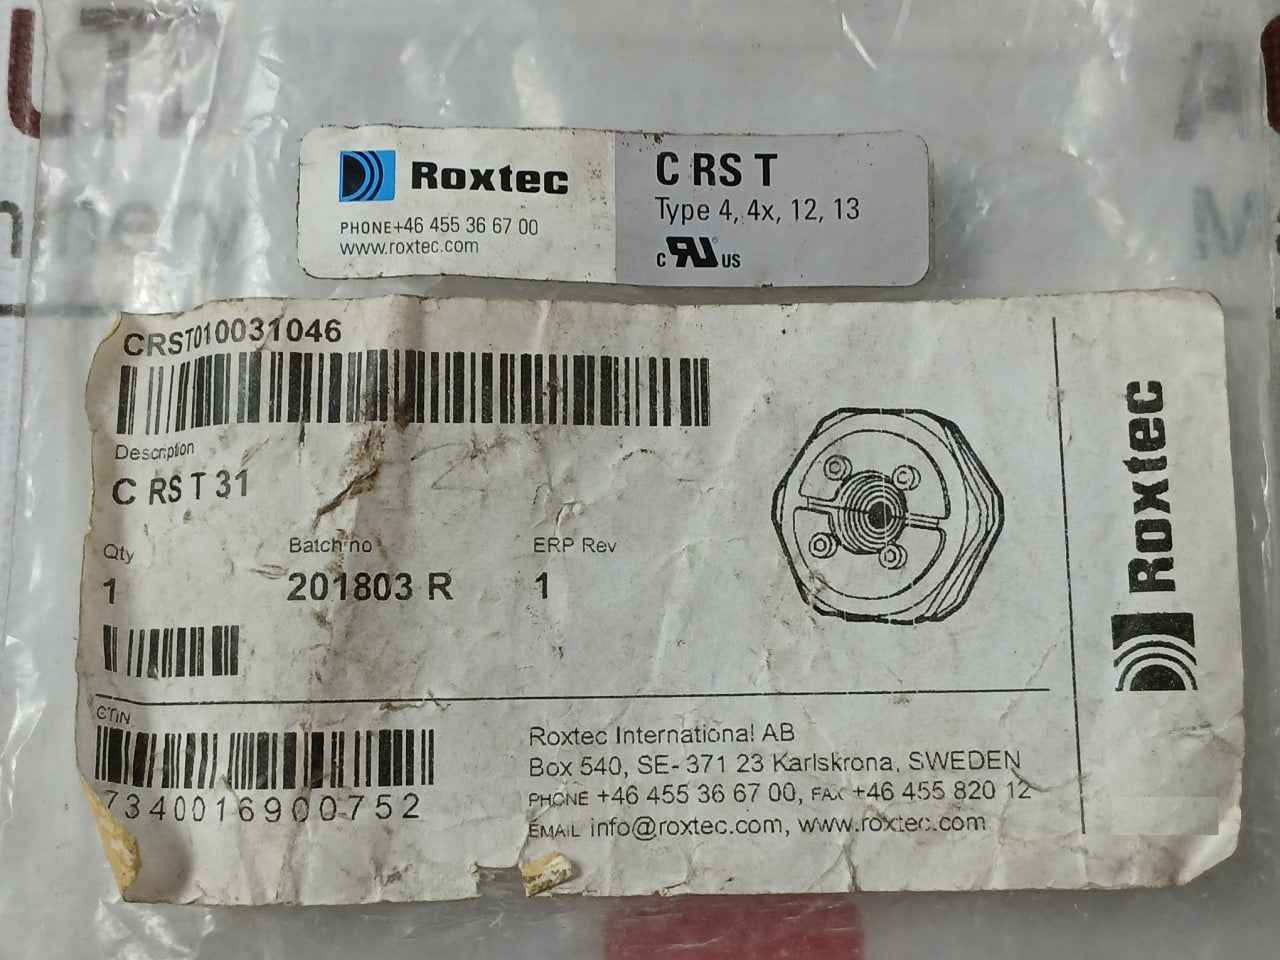 Roxtec
PHONE+46 455 36 67 00
www.roxtec.com
C RS T
Type 4, 4x, 12, 13
C RU US
CRST010031046
Description
C RS T 31
Qty
Batch no
ERP Rev
1
201803 R
1
GTIN
7340016900752
Roxtec International AB
Box 540, SE- 371 23 Karlskrona, SWEDEN
PHONE +46 455 36 67 00, FAX +46 455 820 12
EMAIL info@roxtec.com, www.roxtec.com
Roxtec